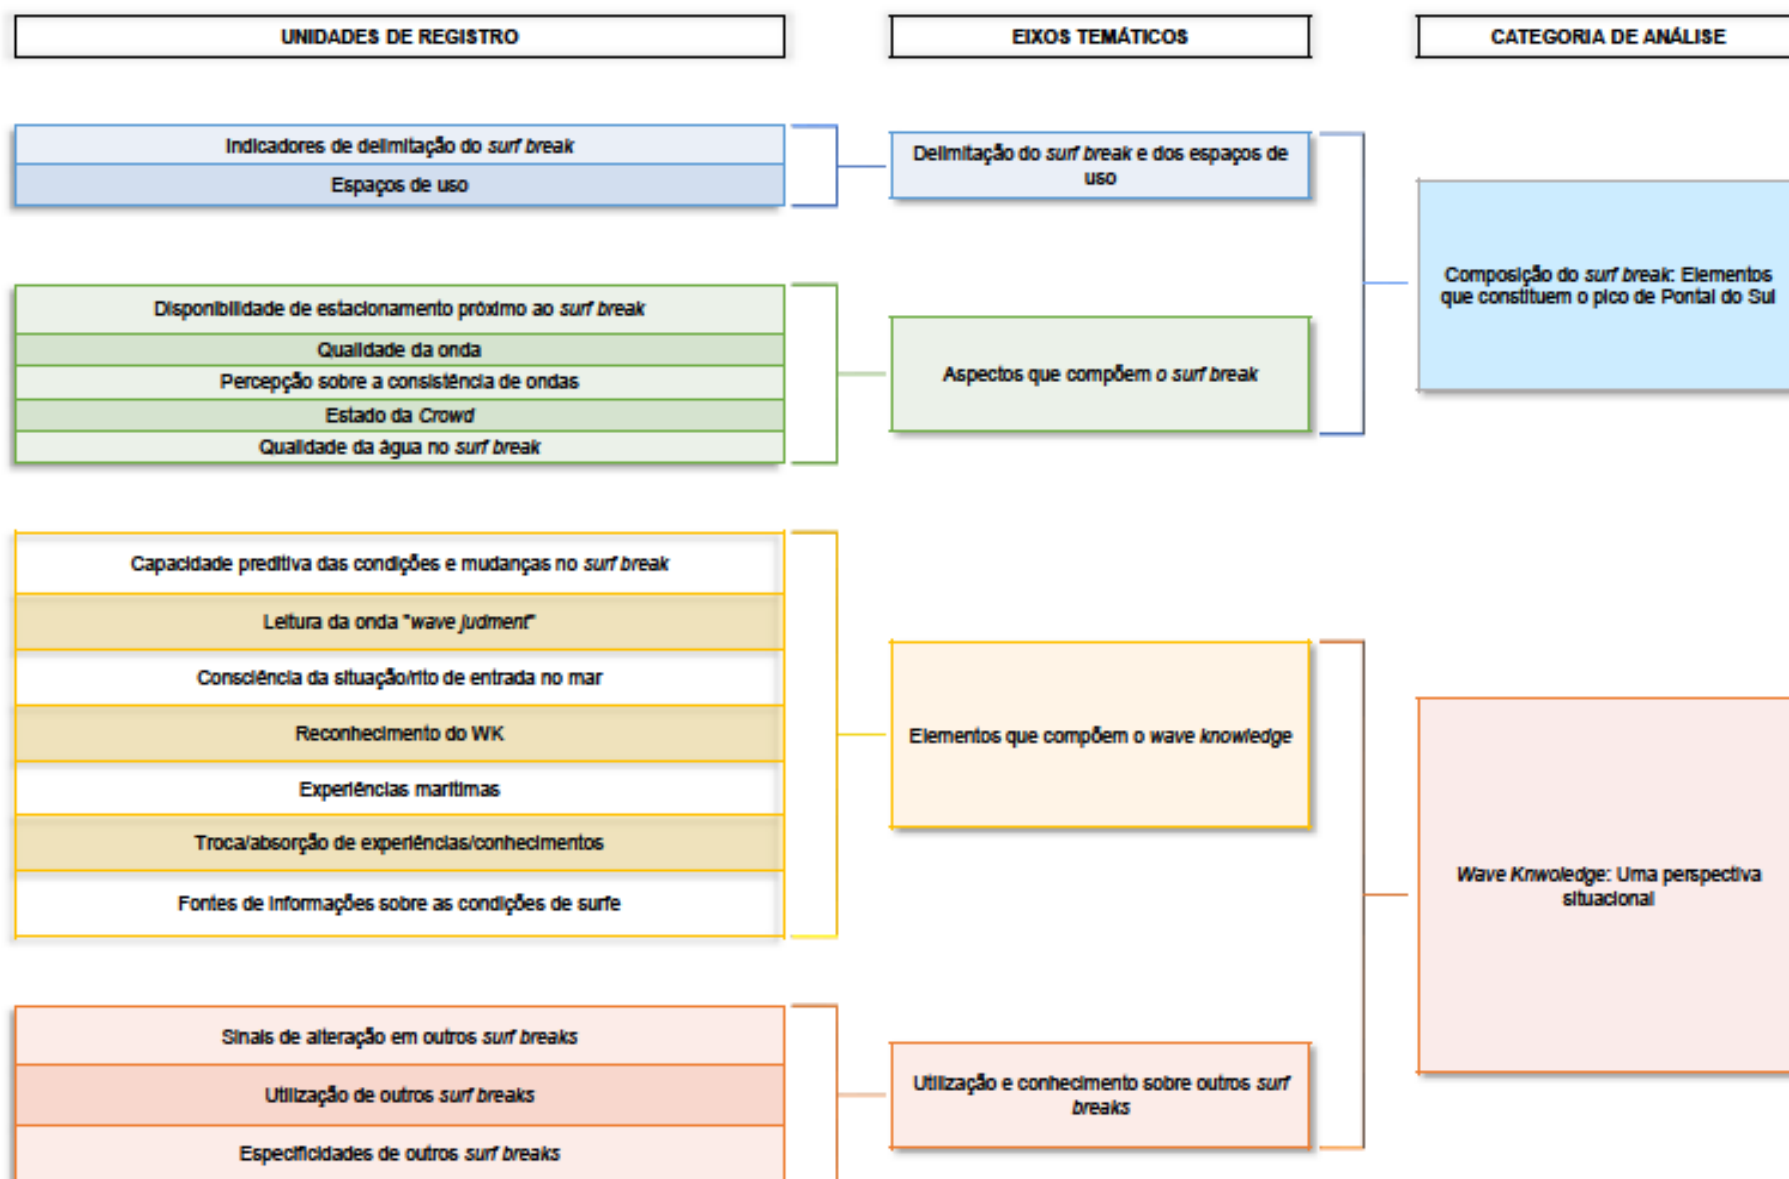 UNIDADES DE REGISTRO
EIXOS TEMÁTICOS
CATEGORIA DE ANÁLISE
Indicadores de delimitação do surf break
Espaços de uso
Delimitação do surf break e dos espaços de
uso
Disponibilidade de estacionamento próximo ao surf break
Qualidade da onda
Percepção sobre a consistência de ondas
Estado da Crowd
Qualidade da água no surf break
Aspectos que compõem o surf break
Composição do surf break: Elementos
que constituem o pico de Pontal do Sul
Capacidade preditiva das condições e mudanças no surf break
Leitura da onda "wave judment"
Consciência da situação/rito de entrada no mar
Reconhecimento do WK
Experiências marítimas
Troca/absorção de experiências/conhecimentos
Fontes de informações sobre as condições de surfe
Elementos que compõem o wave knowledge
Sinais de alteração em outros surf breaks
Utilização de outros surf breaks
Especificidades de outros surf breaks
Utilização e conhecimento sobre outros surf
breaks
Wave Knwoledge: Uma perspectiva
situacional